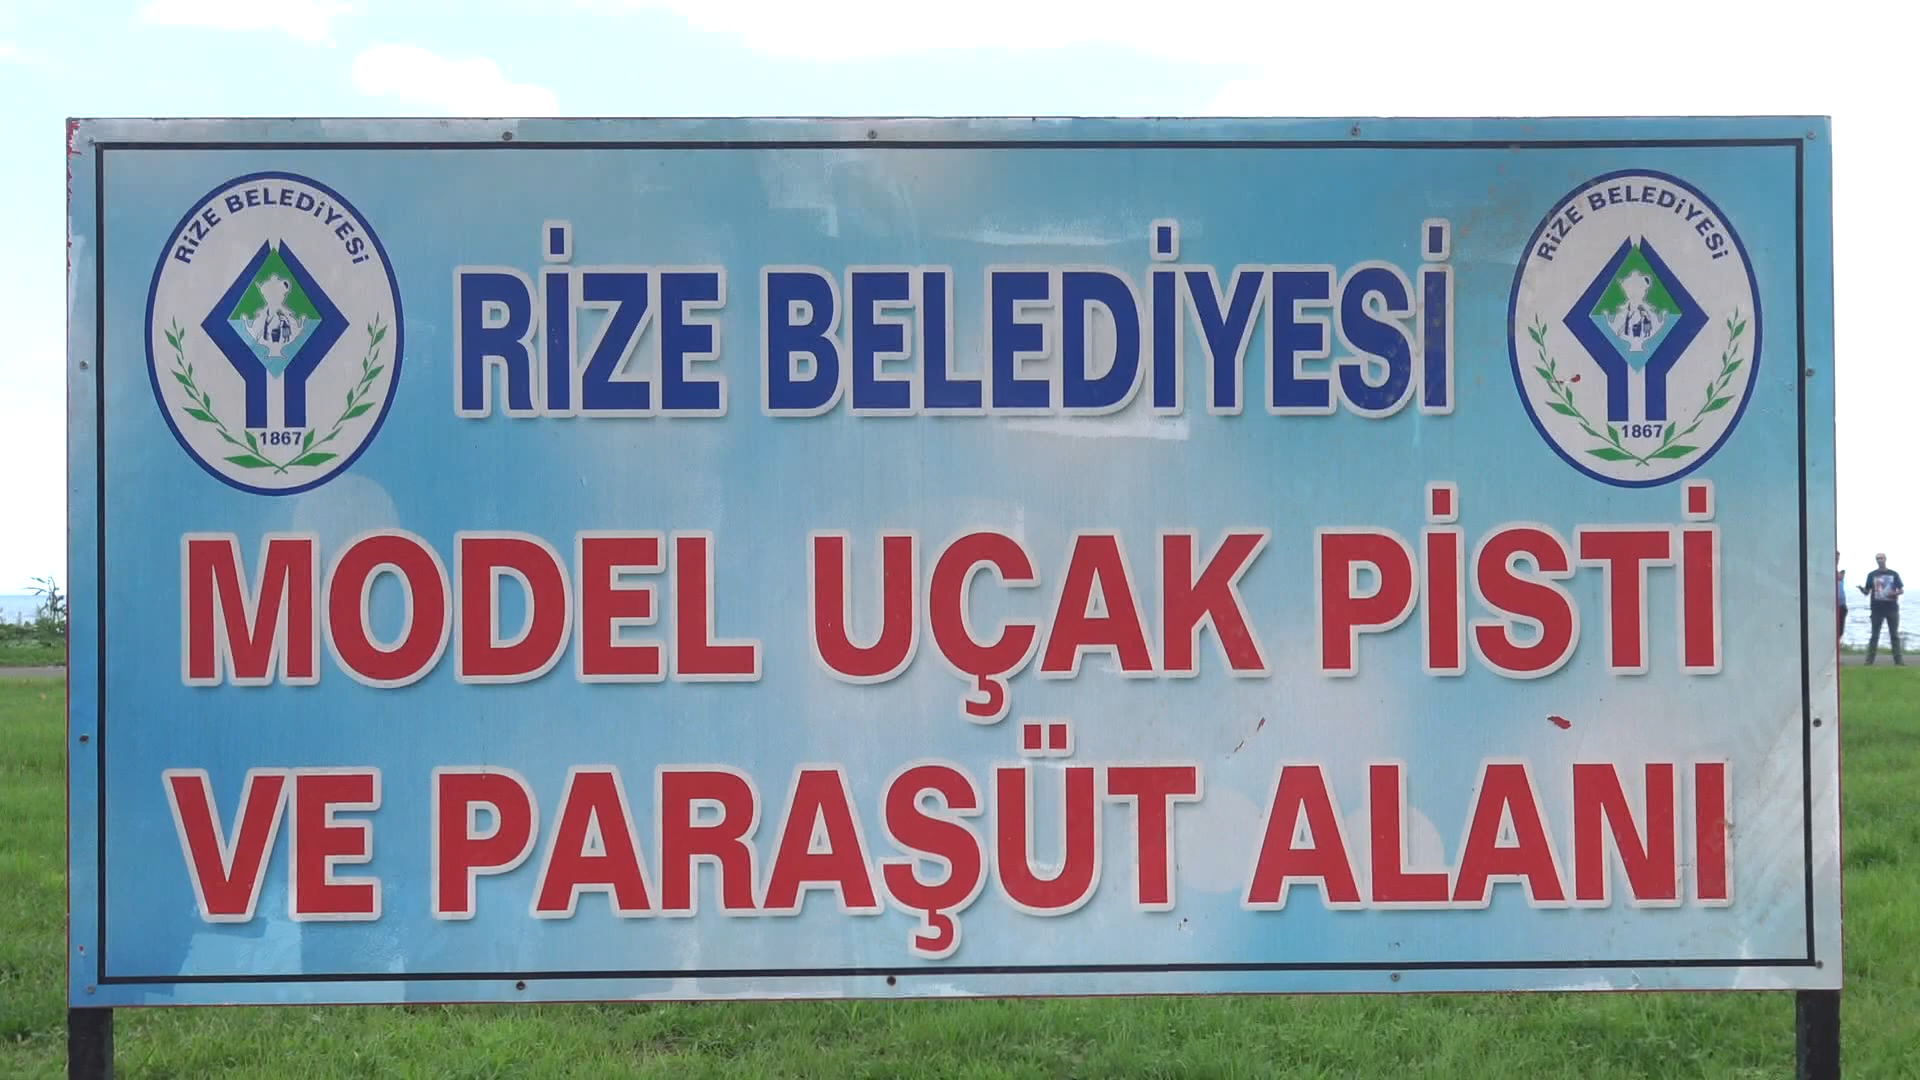 RİZE BELEDİYESİ
1867
RİZE BELEDİYESİ
RİZE BELEDİYESİ
1867
MODEL UÇAK PİSTİ
VE PARAŞÜT ALANI